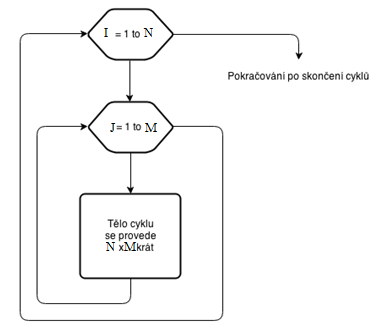 I = 1 to N
Pokračování po skončení cyklů
J= 1 to M
Tělo cyklu
se provede
N xMkrát